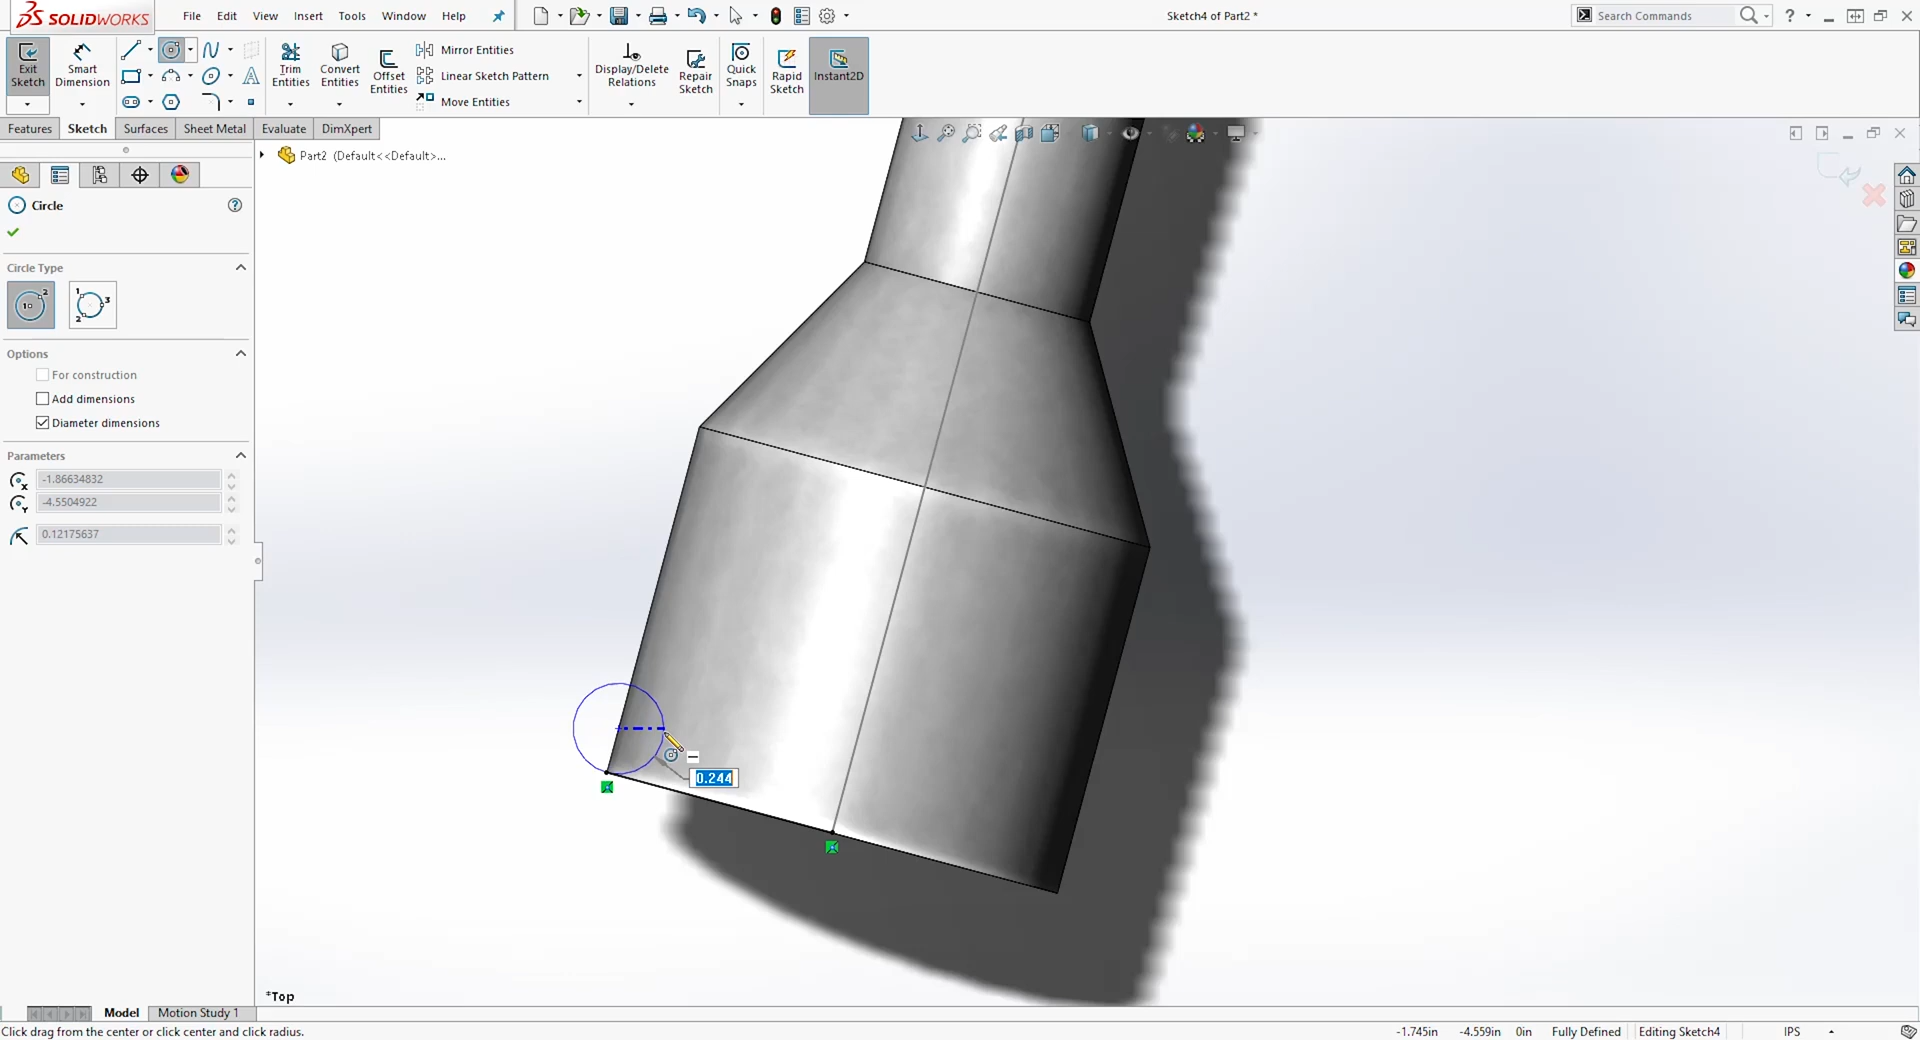 SOLIDWORKS File Edit View Insert Tools Window Help Sketch4 of Part2 * Search Commands
Exit Sketch
Smart Dimension
Trim Entities
Convert Entities
Offset Entities
Mirror Entities
Linear Sketch Pattern
Move Entities
Display/Delete Relations
Repair Sketch
Quick Snaps
Rapid Sketch
Instant2D
Features Sketch Surfaces Sheet Metal Evaluate DimXpert
Part2 (Default<<Default>...
Circle
Circle Type
Options
For construction
Add dimensions
Diameter dimensions
Parameters
-1.86634832
-4.5504922
0.12175637
0.244
*Top
Model Motion Study 1
Click drag from the center or click center and click radius. -1.745in -4.559in 0in Fully Defined Editing Sketch4 IPS